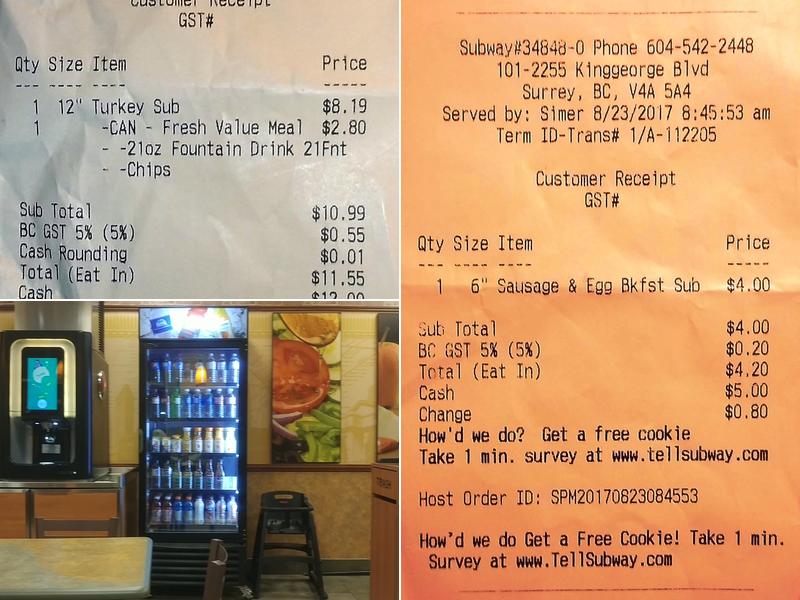 Customer Receipt
GST#
Qty Size Item Price
--- ---- ---- -----
1 12" Turkey Sub $8.19
1 -CAN - Fresh Value Meal $2.80
- -21oz Fountain Drink 21Fnt
- -Chips
Sub Total $10.99
BC GST 5% (5%) $0.55
Cash Rounding $0.01
Total (Eat In) $11.55
Cash $12.00
Subway#34848-0 Phone 604-542-2448
101-2255 Kinggeorge Blvd
Surrey, BC, V4A 5A4
Served by: Simer 8/23/2017 8:45:53 am
Term ID-Trans# 1/A-112205
Customer Receipt
GST#
Qty Size Item Price
--- ---- ---- -----
1 6" Sausage & Egg Bkfst Sub $4.00
Sub Total $4.00
BC GST 5% (5%) $0.20
Total (Eat In) $4.20
Cash $5.00
Change $0.80
How'd we do? Get a free cookie
Take 1 min. survey at www.tellsubway.com
Host Order ID: SPM20170823084553
How'd we do Get a Free Cookie! Take 1 min.
Survey at www.TellSubway.com